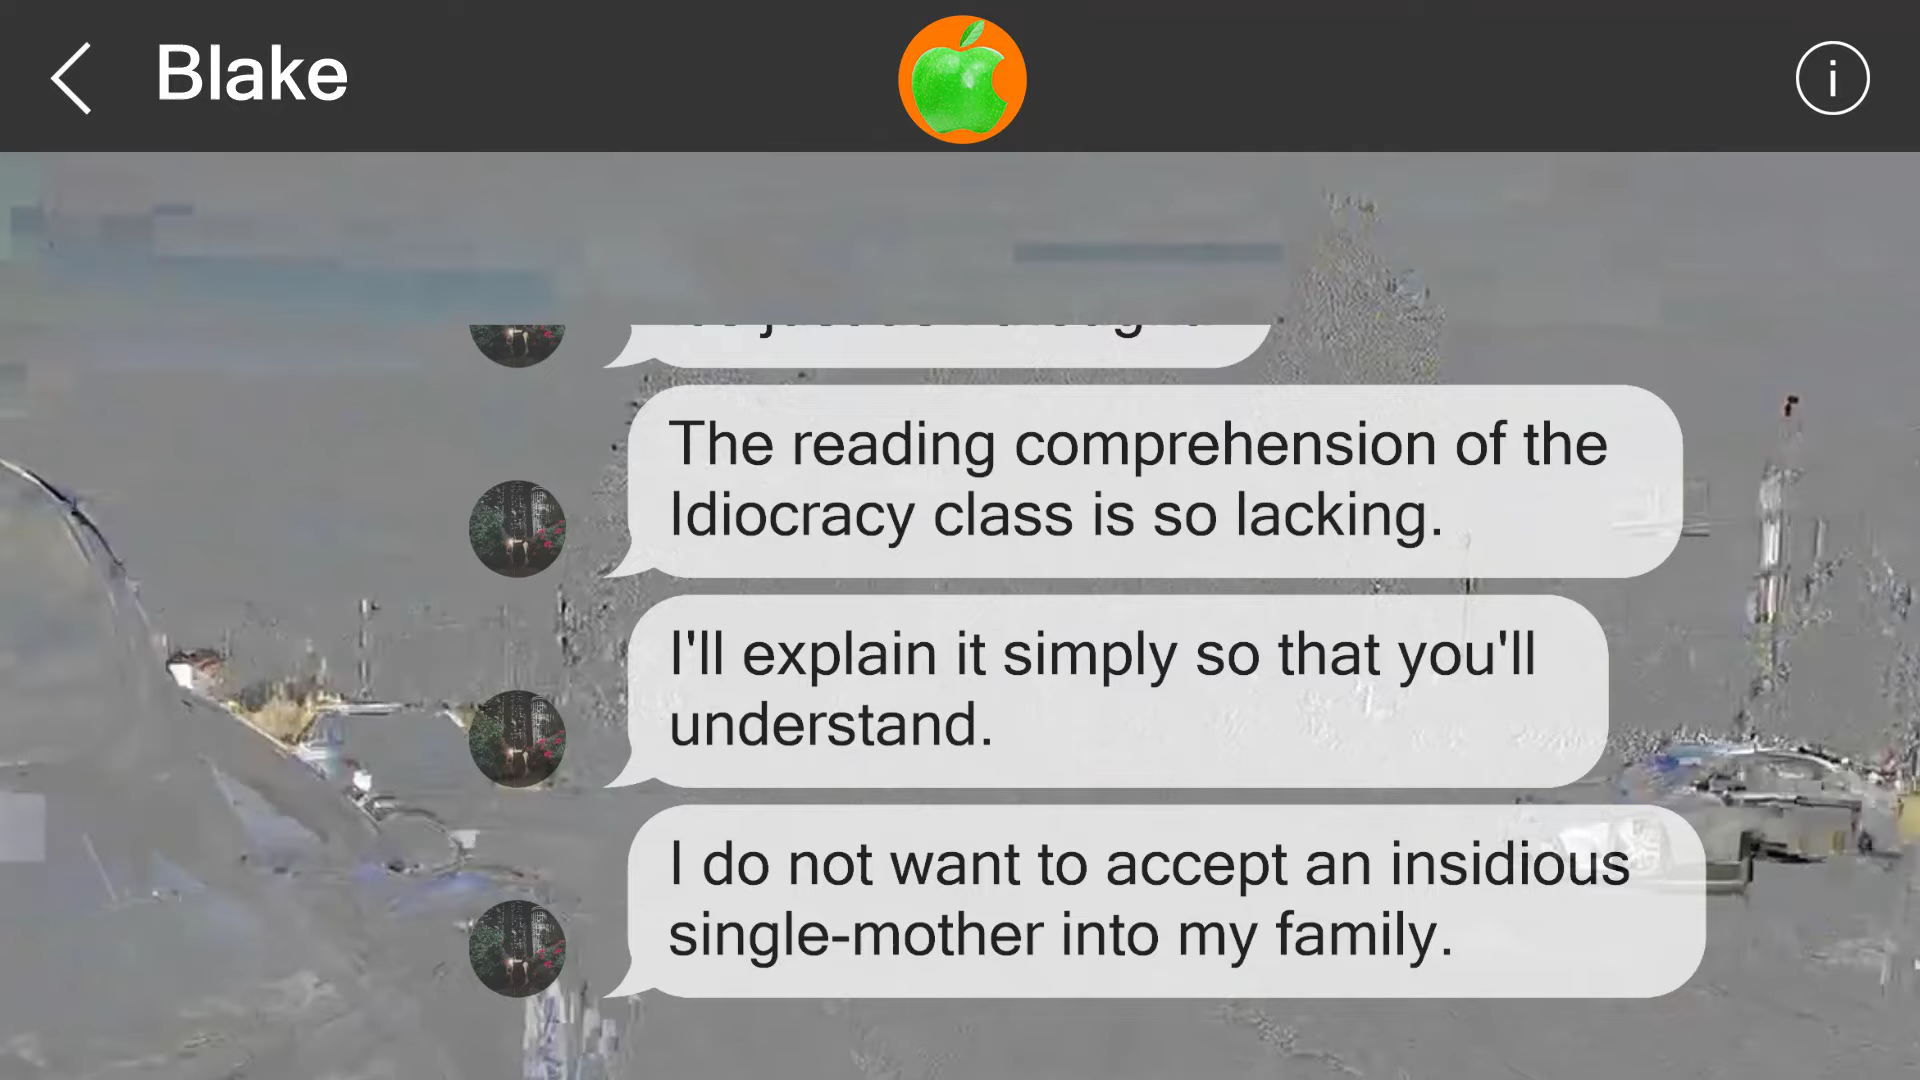 Blake
The reading comprehension of the
Idiocracy class is so lacking.
I'll explain it simply so that you'll
understand.
I do not want to accept an insidious
single-mother into my family.